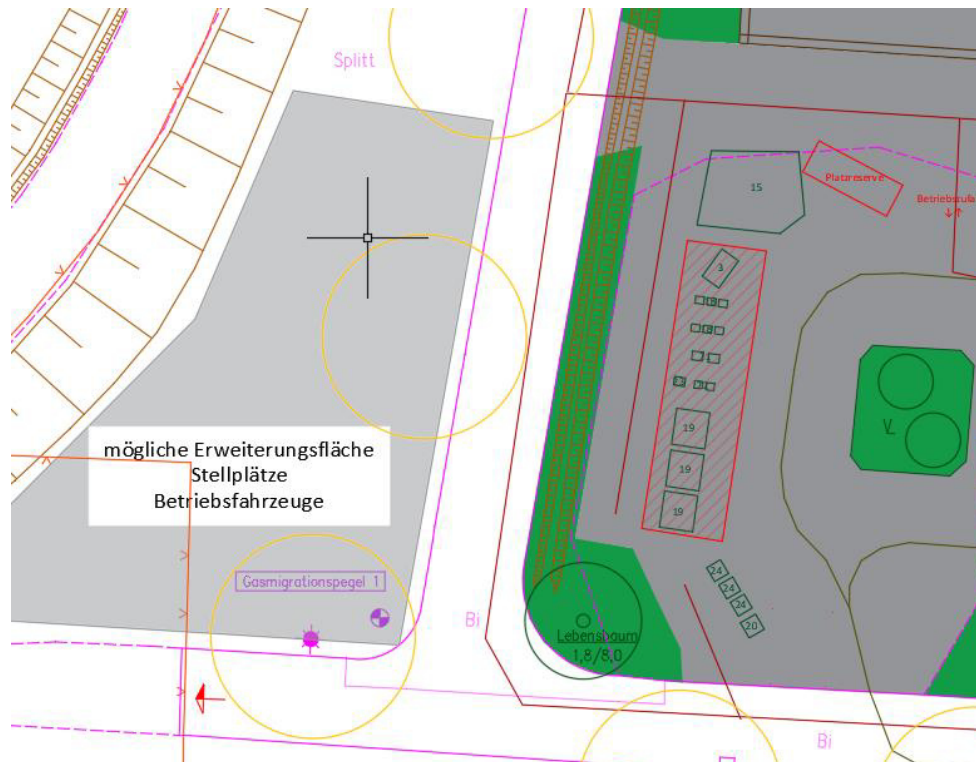 Splitt
Platzreserve
15
3
19
19
19
mögliche Erweiterungsfläche
Stellplätze
Betriebsfahrzeuge
Gasmigrationspegel 1
24
24
24
20
Bi
Lebensbaum
1,8/8,0
Bi